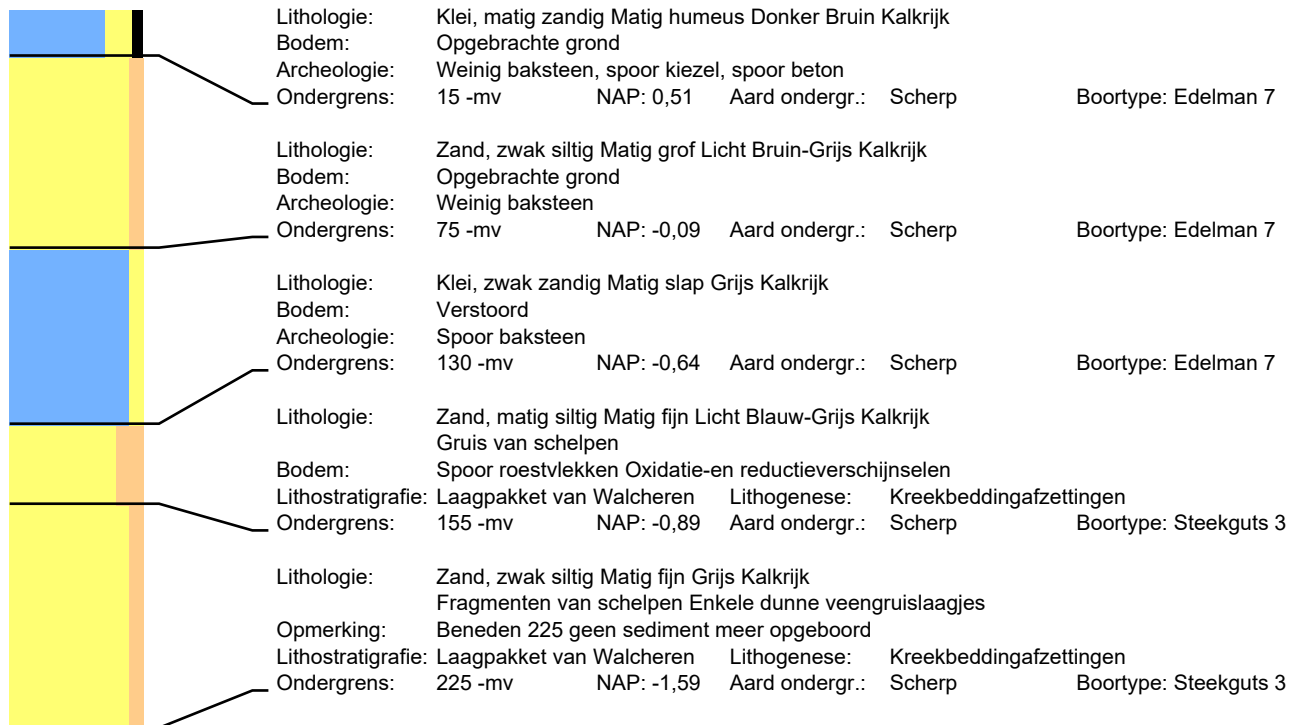 Lithologie: Klei, matig zandig Matig humeus Donker Bruin Kalkrijk
Bodem: Opgebrachte grond
Archeologie: Weinig baksteen, spoor kiezel, spoor beton
Ondergrens: 15 -mv NAP: 0,51 Aard ondergr.: Scherp Boortype: Edelman 7
Lithologie: Zand, zwak siltig Matig grof Licht Bruin-Grijs Kalkrijk
Bodem: Opgebrachte grond
Archeologie: Weinig baksteen
Ondergrens: 75 -mv NAP: -0,09 Aard ondergr.: Scherp Boortype: Edelman 7
Lithologie: Klei, zwak zandig Matig slap Grijs Kalkrijk
Bodem: Verstoord
Archeologie: Spoor baksteen
Ondergrens: 130 -mv NAP: -0,64 Aard ondergr.: Scherp Boortype: Edelman 7
Lithologie: Zand, matig siltig Matig fijn Licht Blauw-Grijs Kalkrijk
Gruis van schelpen
Bodem: Spoor roestvlekken Oxidatie-en reductieverschijnselen
Lithostratigrafie: Laagpakket van Walcheren Lithogenese: Kreekbeddingafzettingen
Ondergrens: 155 -mv NAP: -0,89 Aard ondergr.: Scherp Boortype: Steekguts 3
Lithologie: Zand, zwak siltig Matig fijn Grijs Kalkrijk
Fragmenten van schelpen Enkele dunne veengruislaagjes
Opmerking: Beneden 225 geen sediment meer opgeboord
Lithostratigrafie: Laagpakket van Walcheren Lithogenese: Kreekbeddingafzettingen
Ondergrens: 225 -mv NAP: -1,59 Aard ondergr.: Scherp Boortype: Steekguts 3